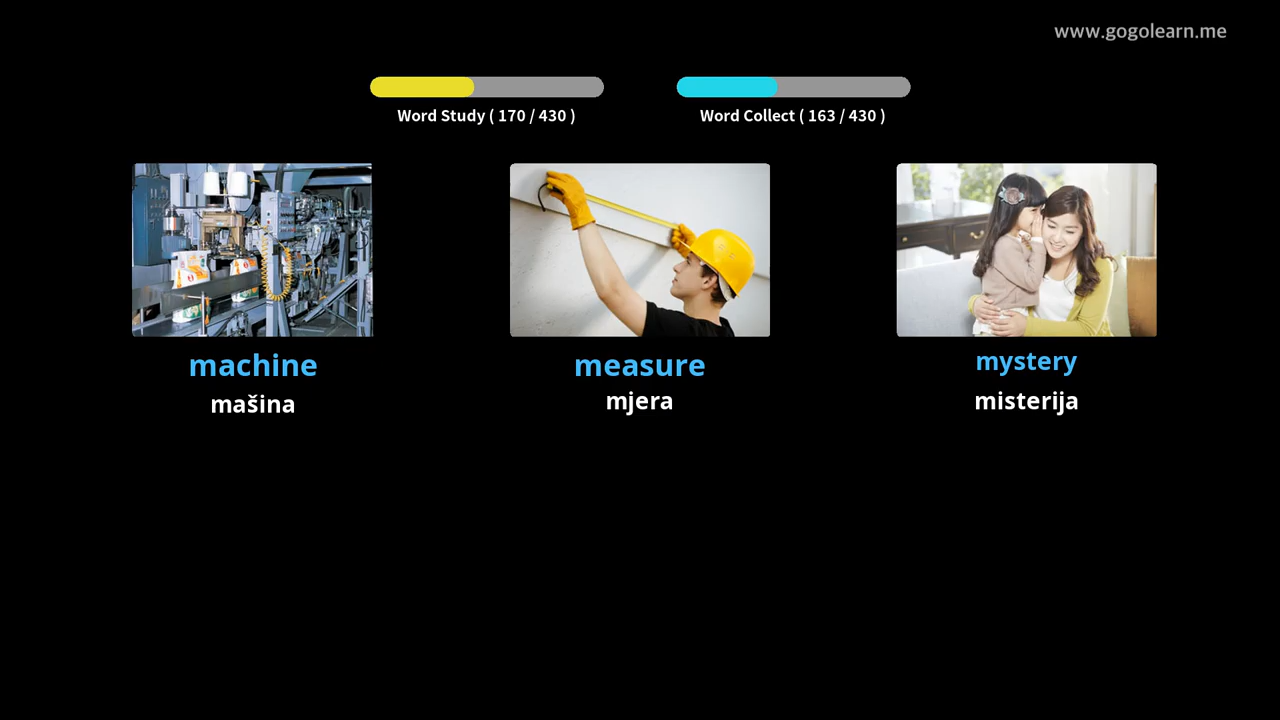 www.gogolearn.me
Word Study ( 170 / 430 )
Word Collect ( 163 / 430 )
machine
mašina
measure
mjera
mystery
misterija